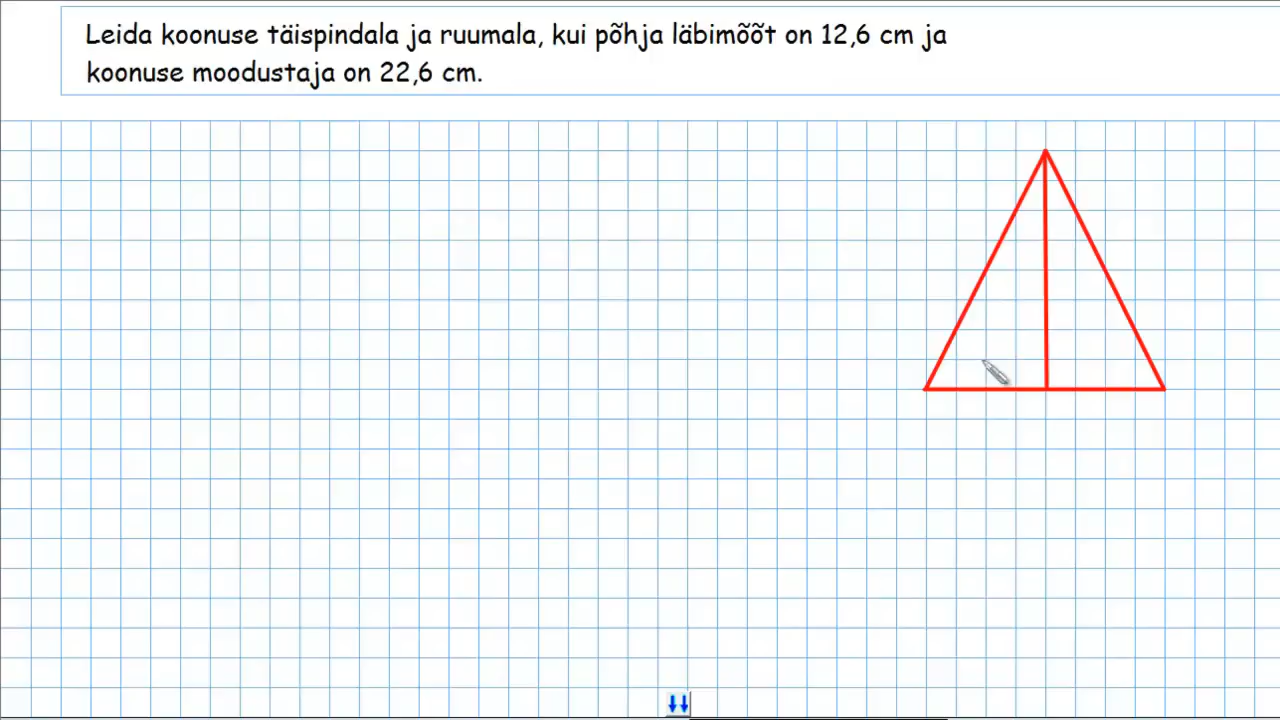 Leida koonuse täispindala ja ruumala, kui põhja läbimõõt on 12,6 cm ja
koonuse moodustaja on 22,6 cm.